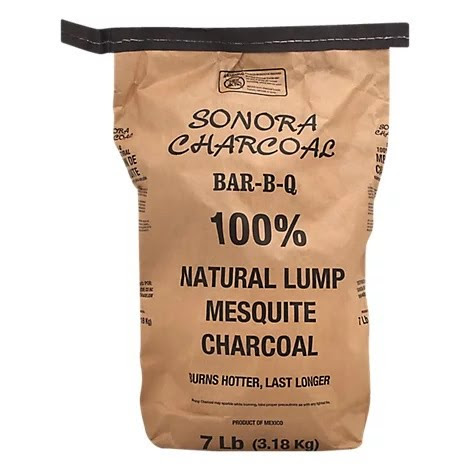 SONORA
CHARCOAL
BAR-B-Q
100%
NATURAL LUMP
MESQUITE
CHARCOAL
BURNS HOTTER, LAST LONGER
PRODUCT OF MEXICO
7 Lb (3.18 Kg)